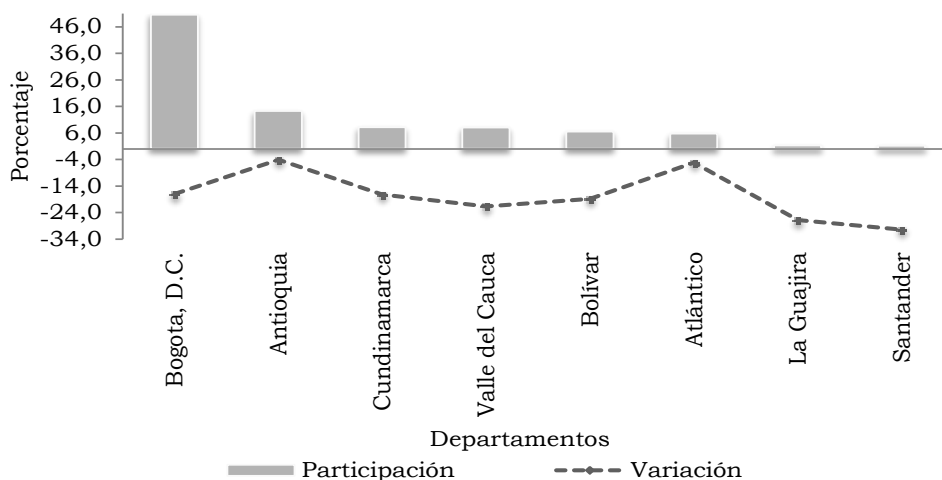 Porcentaje
46,0
36,0
26,0
16,0
6,0
-4,0
-14,0
-24,0
-34,0
Bogota, D.C.
Antioquia
Cundinamarca
Valle del Cauca
Bolívar
Atlántico
La Guajira
Santander
Departamentos
Participación
Variación